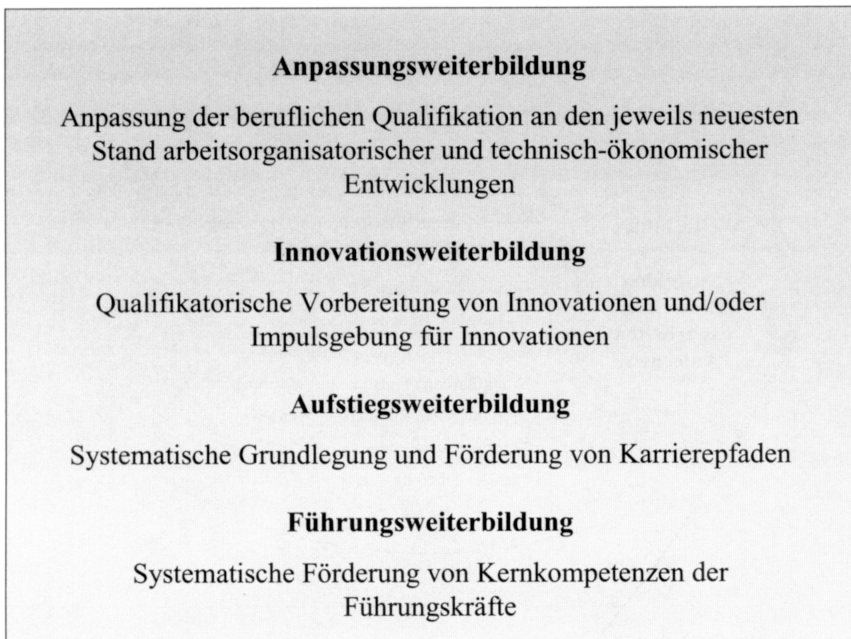 Anpassungsweiterbildung
Anpassung der beruflichen Qualifikation an den jeweils neuesten
Stand arbeitsorganisatorischer und technisch-ökonomischer
Entwicklungen
Innovationsweiterbildung
Qualifikatorische Vorbereitung von Innovationen und/oder
Impulsgebung für Innovationen
Aufstiegsweiterbildung
Systematische Grundlegung und Förderung von Karrierepfaden
Führungsweiterbildung
Systematische Förderung von Kernkompetenzen der
Führungskräfte